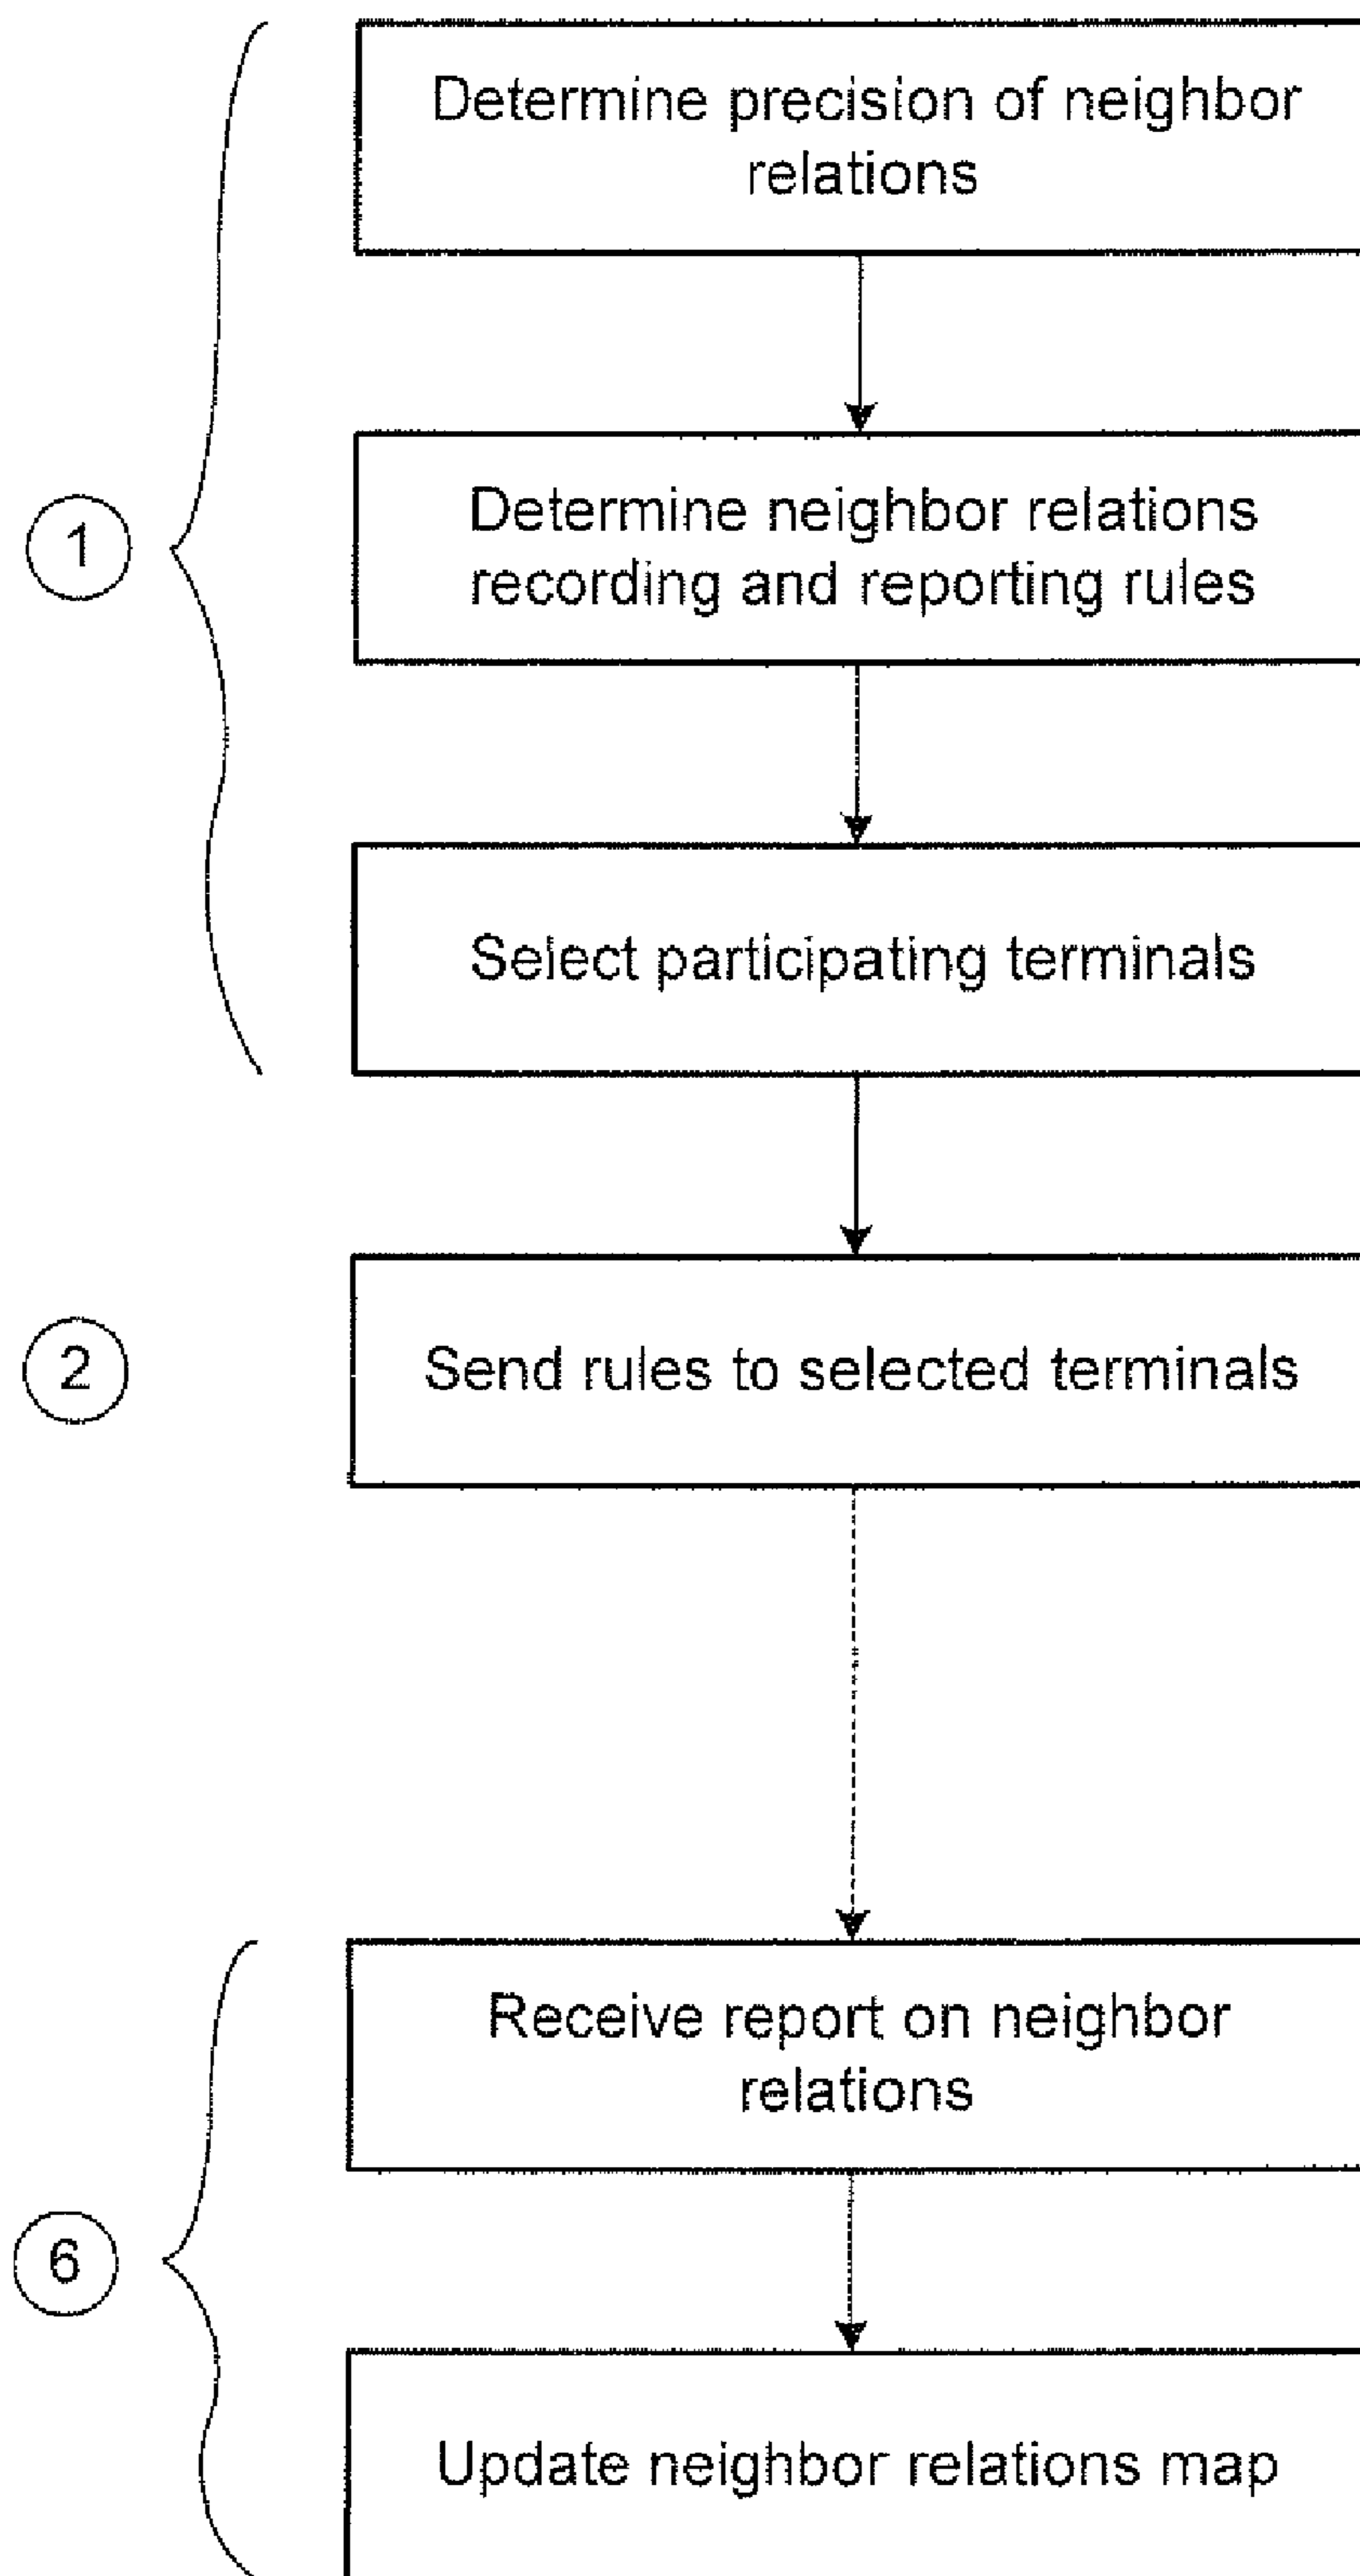 Determine precision of neighbor
relations
1
Determine neighbor relations
recording and reporting rules
Select participating terminals
2
Send rules to selected terminals
Receive report on neighbor
relations
6
Update neighbor relations map